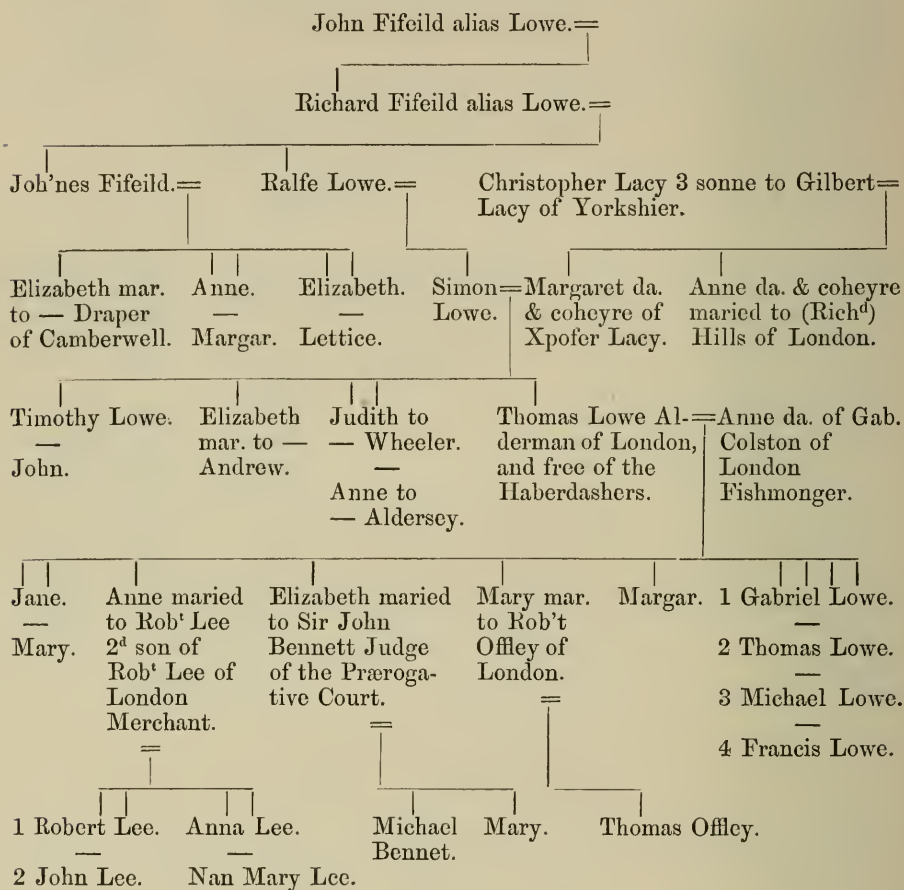 John Fifeild alias Lowe.=
Richard Fifeild alias Lowe.=
Joh'nes Fifeild.=
Ralfe Lowe.=
Christopher Lacy 3 sonne to Gilbert=
Lacy of Yorkshier.
Elizabeth mar.
to — Draper
of Camberwell.
Anne.
—
Margar.
Elizabeth.
—
Lettice.
Simon=
Lowe.
Margaret da.
& coheyre of
Xpofer Lacy.
Anne da. & coheyre
maried to (Richᵈ)
Hills of London.
Timothy Lowe.
—
John.
Elizabeth
mar. to —
Andrew.
Judith to
— Wheeler.
—
Anne to
— Aldersey.
Thomas Lowe Al-=
derman of London,
and free of the
Haberdashers.
Anne da. of Gab.
Colston of
London
Fishmonger.
Jane.
—
Mary.
Anne maried
to Robᵗ Lee
2ᵈ son of
Robᵗ Lee of
London
Merchant.
=
Elizabeth maried
to Sir John
Bennett Judge
of the Præroga-
tive Court.
=
Mary mar.
to Rob't
Offley of
London.
=
Margar.
1 Gabriel Lowe.
—
2 Thomas Lowe.
—
3 Michael Lowe.
—
4 Francis Lowe.
1 Robert Lee.
—
2 John Lee.
Anna Lee.
—
Nan Mary Lee.
Michael
Bennet.
Mary.
Thomas Offley.